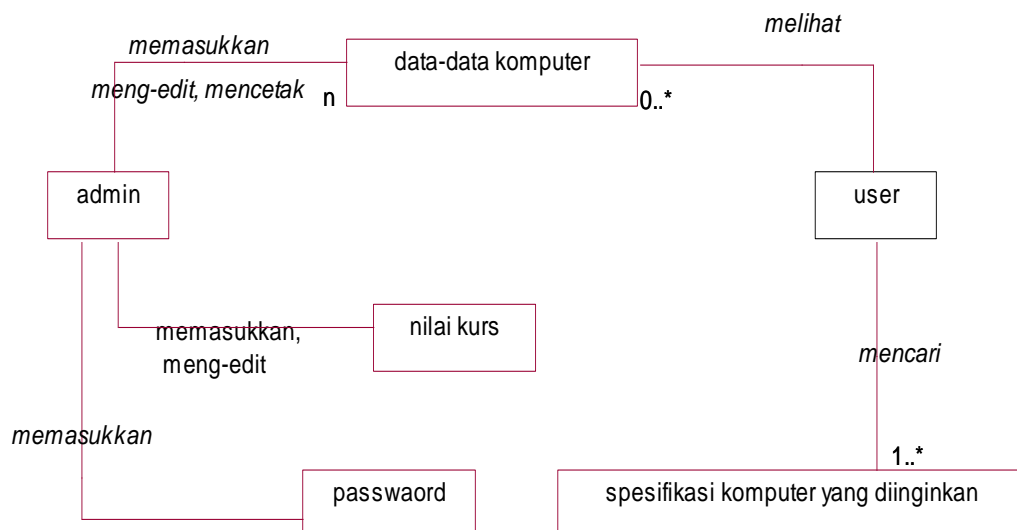 melihat
memasukkan
data-data komputer
meng-edit, mencetak
n
0..*
admin
user
nilai kurs
memasukkan,
meng-edit
mencari
memasukkan
1..*
passwaord
spesifikasi komputer yang diinginkan